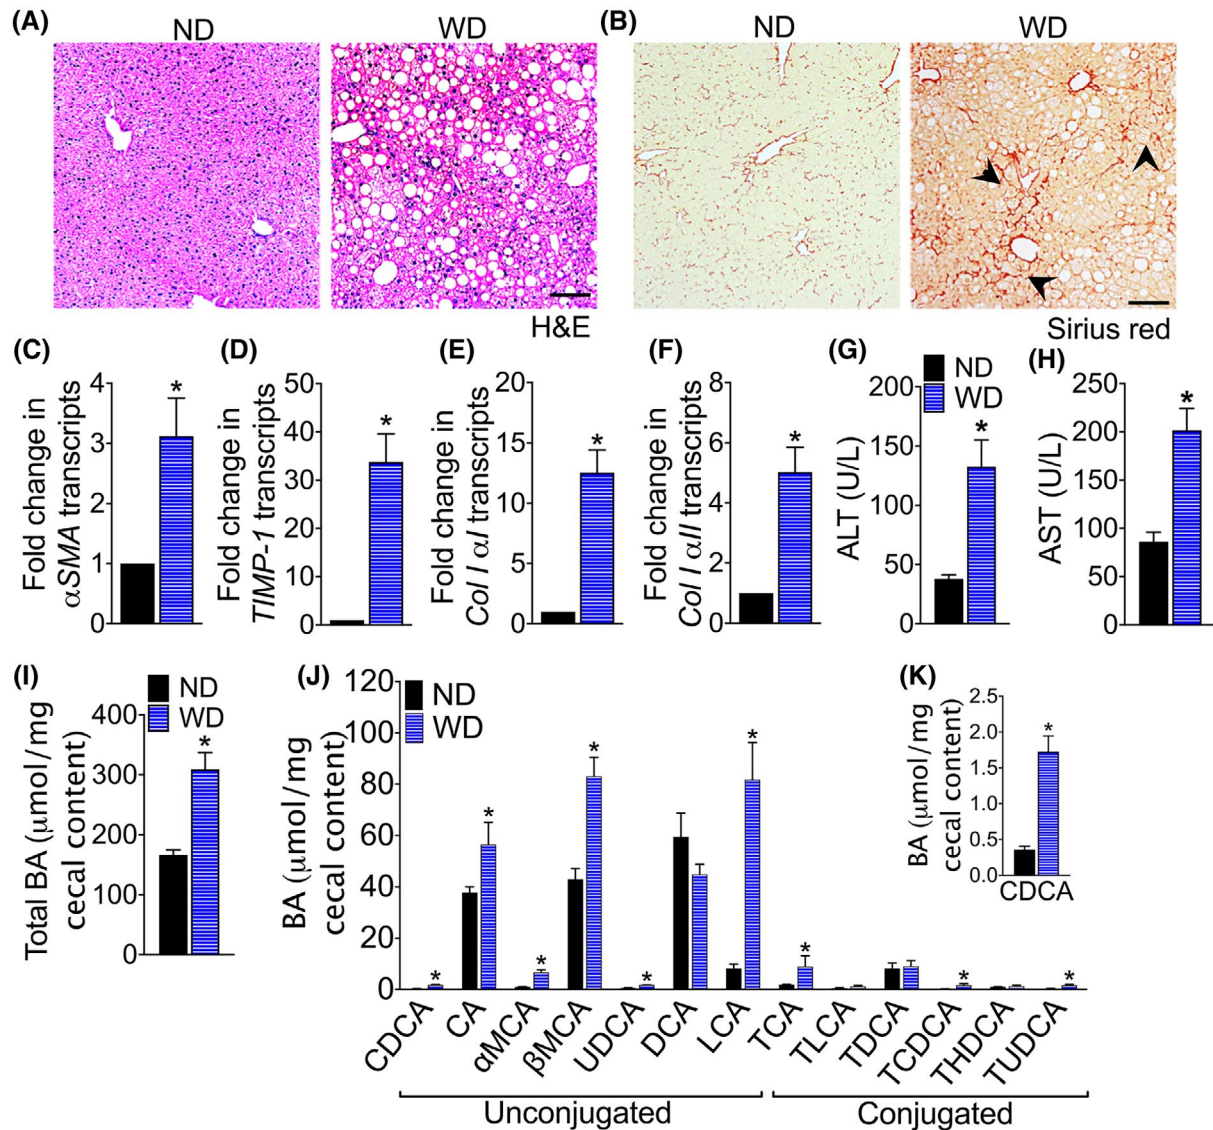 (A)
ND
WD
H&E
(B)
ND
WD
Sirius red
(C)
Fold change in
αSMA transcripts
4
3
2
1
0
*
(D)
Fold change in
TIMP-1 transcripts
50
40
30
20
10
0
*
(E)
Fold change in
Col I αI transcripts
20
15
10
5
0
*
(F)
Fold change in
Col I αII transcripts
8
6
4
2
0
*
(G)
ALT (U/L)
200
150
100
50
0
ND
WD
*
(H)
AST (U/L)
250
200
150
100
50
0
*
(I)
ND
WD
Total BA (µmol/mg
cecal content)
400
300
200
100
0
*
(J)
BA (µmol/mg
cecal content)
120
100
80
60
40
20
0
ND
WD
* * * * * * * * *
CDCA
CA
αMCA
βMCA
UDCA
DCA
LCA
TCA
TLCA
TDCA
TCDCA
THDCA
TUDCA
Unconjugated
Conjugated
(K)
BA (µmol/mg
cecal content)
2.5
2.0
1.5
1.0
0.5
0.0
*
CDCA